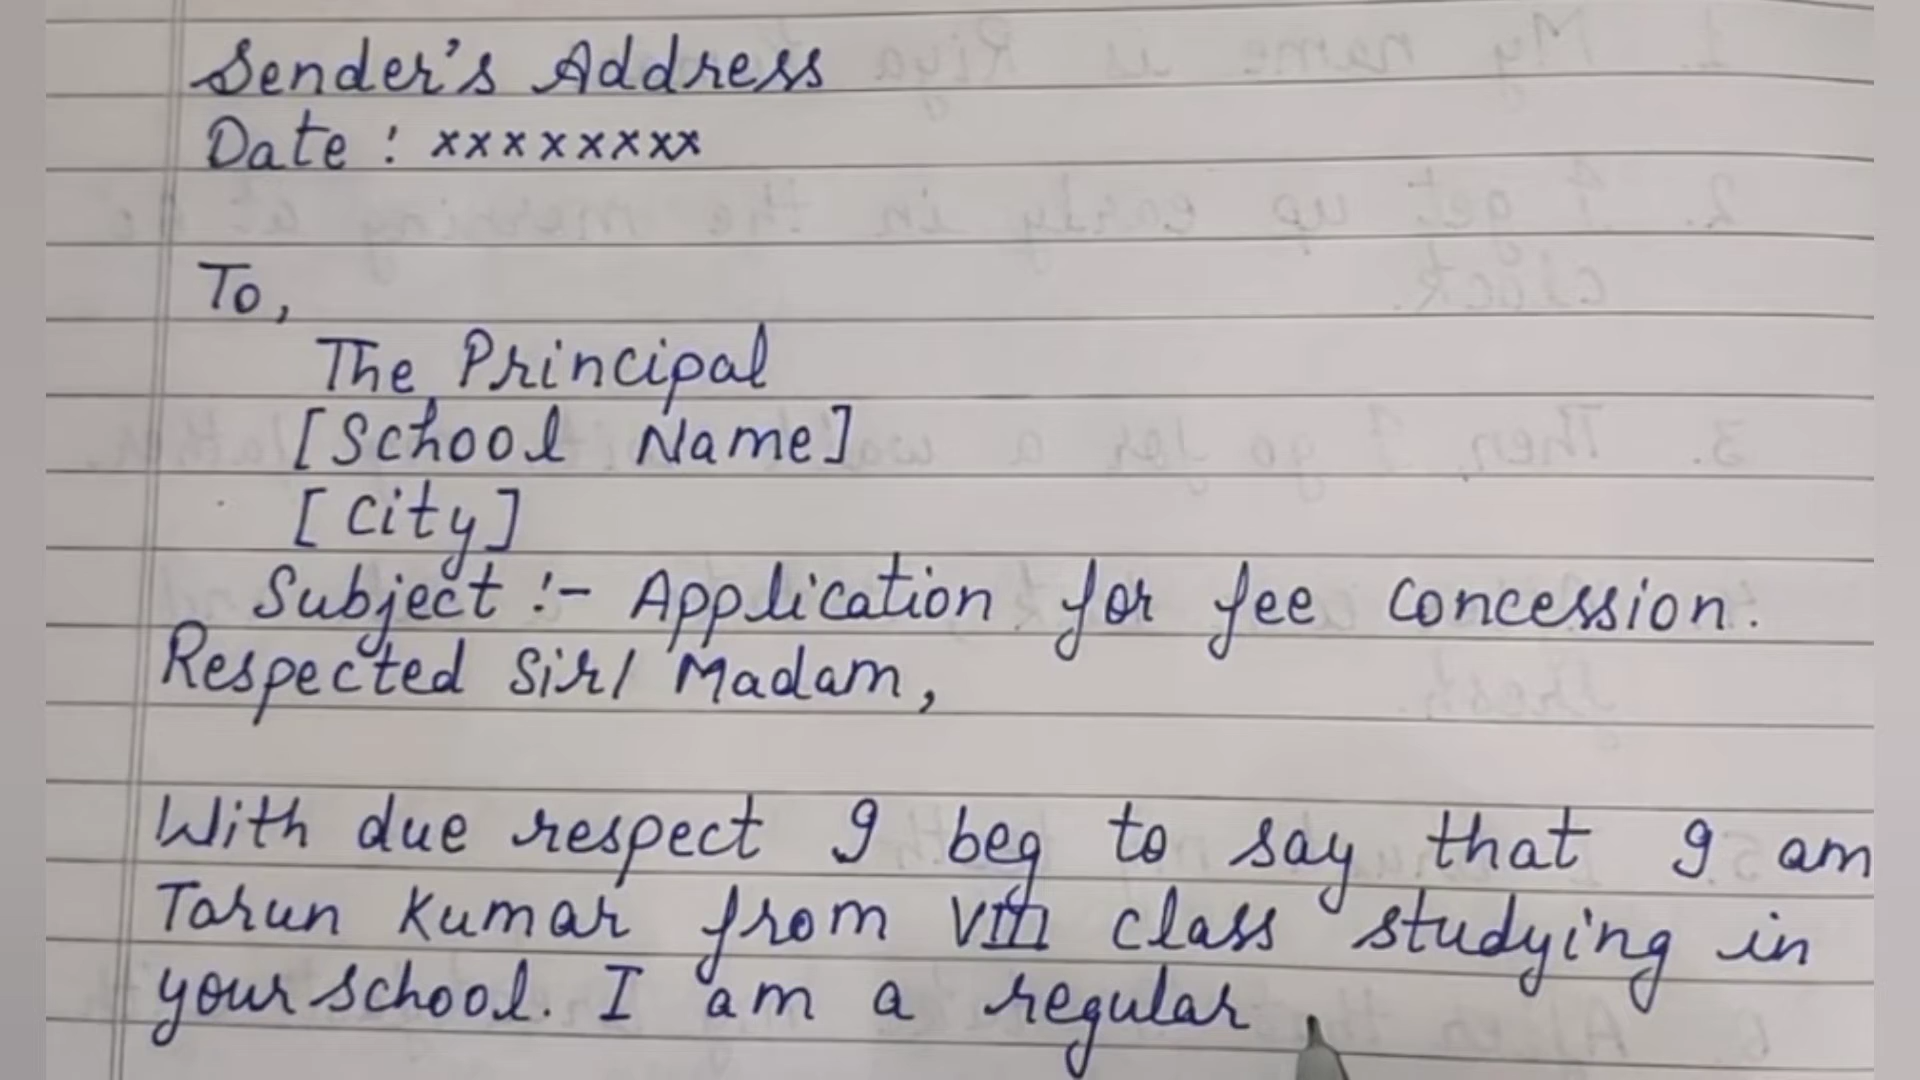 Sender's Address
Date : xxxxxxxx
To,
The Principal
[School Name]
[City]
Subject :- Application for fee concession.
Respected Sir/ Madam,
With due respect I beg to say that I am
Tarun Kumar from VIII class studying in
your school. I am a regular